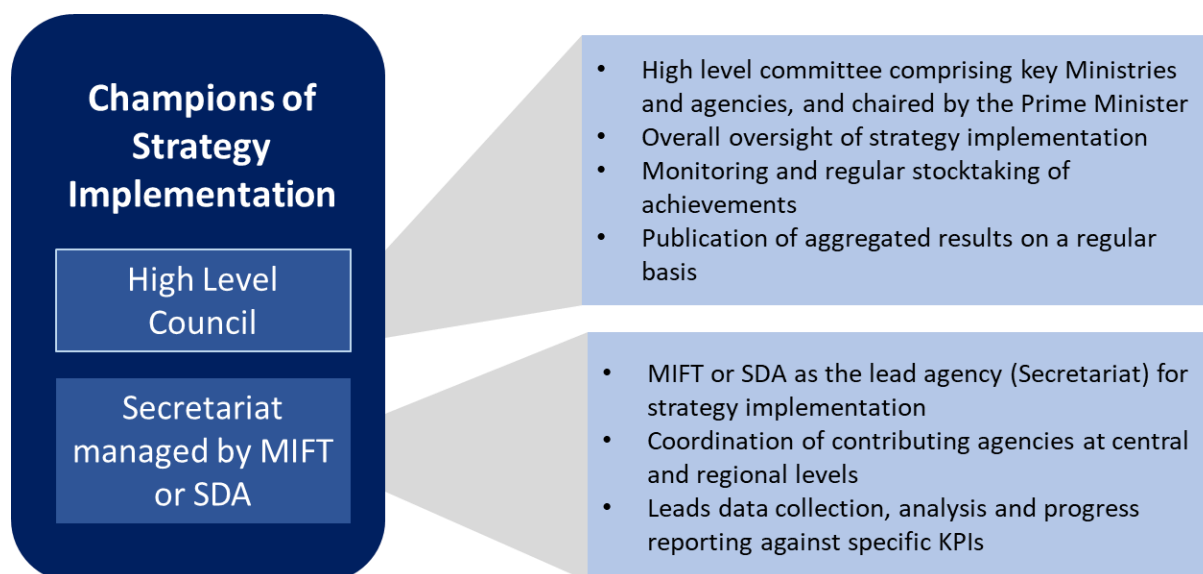 Champions of
Strategy
Implementation
High Level
Council
Secretariat
managed by MIFT
or SDA
• High level committee comprising key Ministries
and agencies, and chaired by the Prime Minister
• Overall oversight of strategy implementation
• Monitoring and regular stocktaking of
achievements
• Publication of aggregated results on a regular
basis
• MIFT or SDA as the lead agency (Secretariat) for
strategy implementation
• Coordination of contributing agencies at central
and regional levels
• Leads data collection, analysis and progress
reporting against specific KPIs